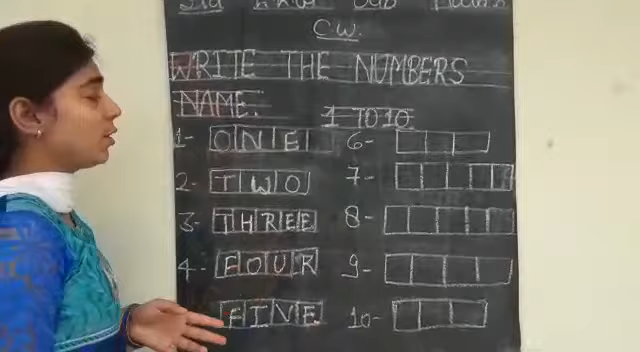 C.W.
WRITE THE NUMBERS
NAME. 1 TO 10
1- ONE 6-
2- TWO 7-
3- THREE 8-
4- FOUR 9-
FIVE 10-